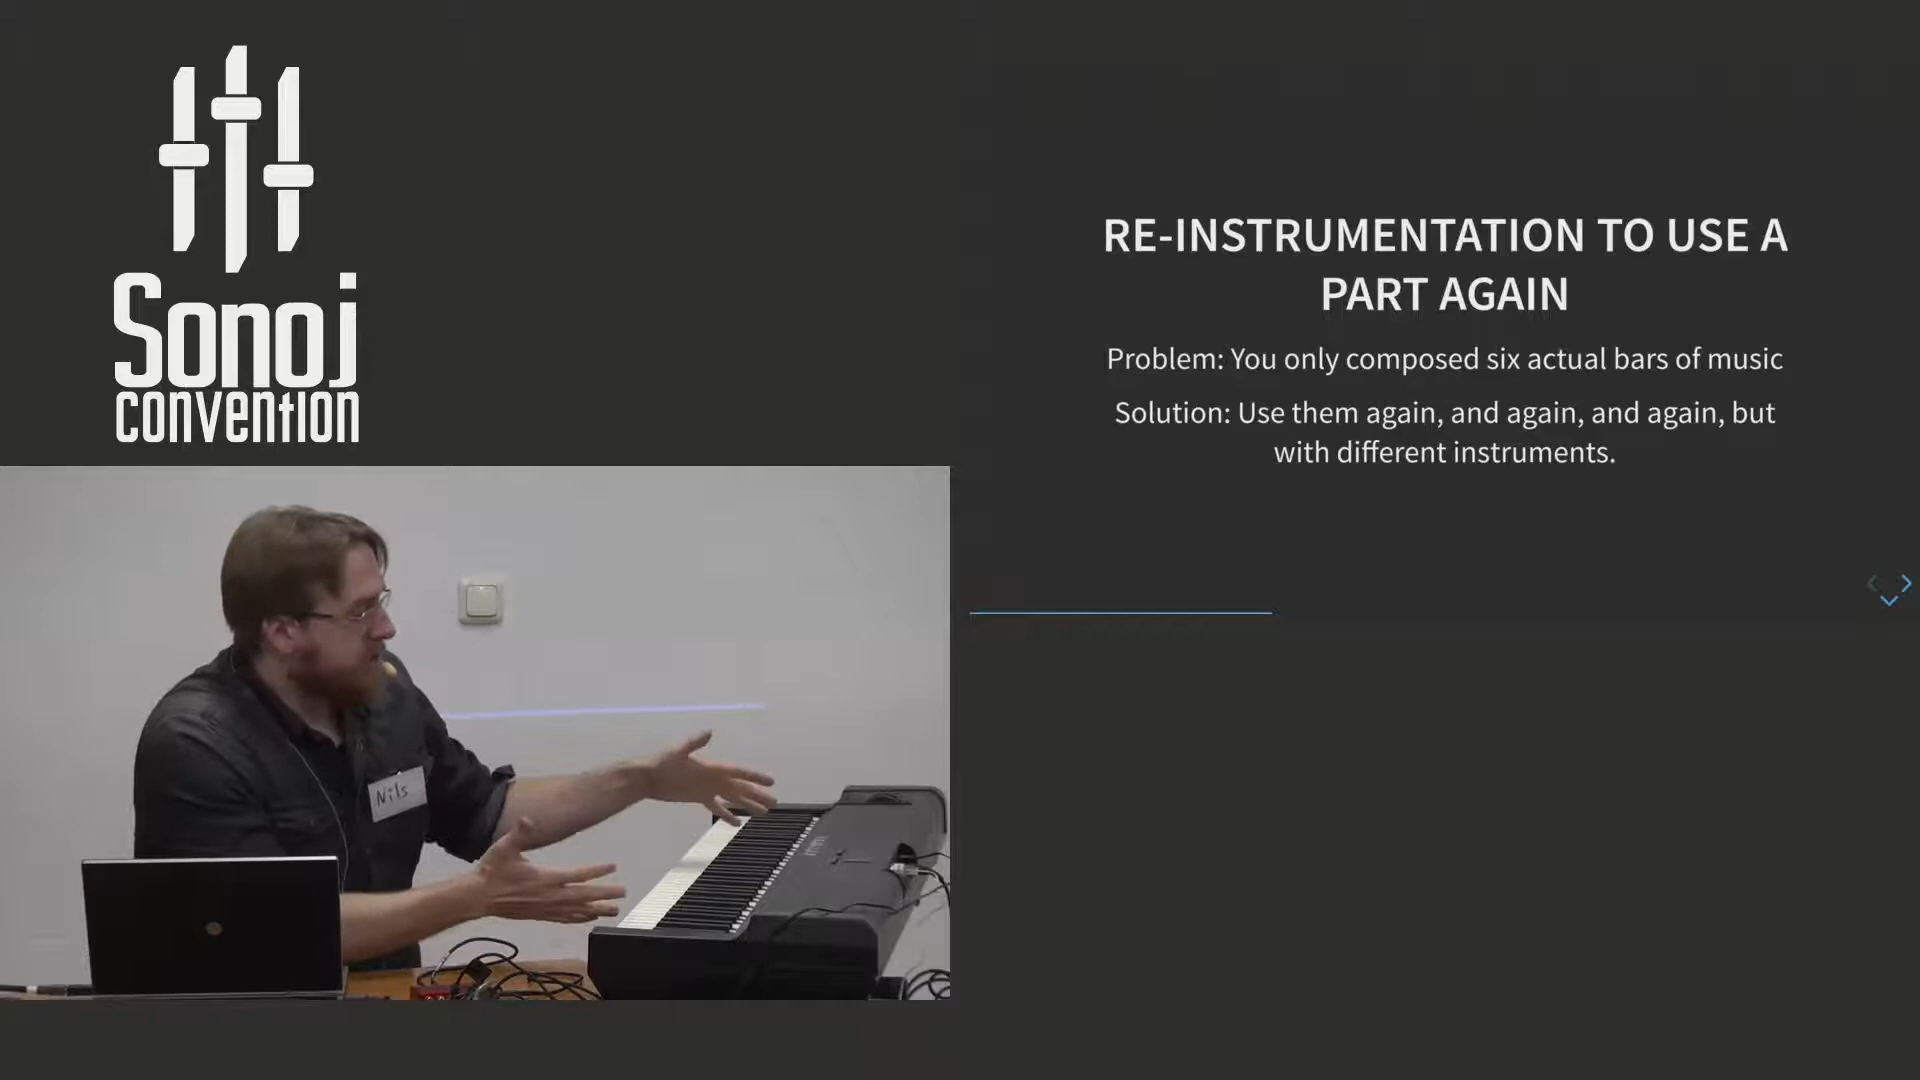 Sonoj
convention
RE-INSTRUMENTATION TO USE A
PART AGAIN
Problem: You only composed six actual bars of music
Solution: Use them again, and again, and again, but
with different instruments.
Nils